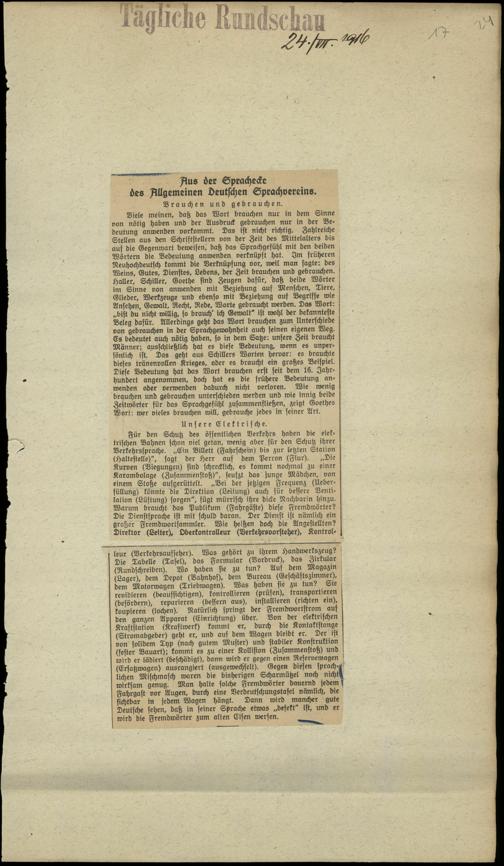 Tägliche Rundschau
24./VII. 1916
17
24
Aus der Sprachecke
des Allgemeinen Deutschen Sprachvereins.
Brauchen und gebrauchen.
Viele meinen, daß das Wort brauchen nur in dem Sinne
von nötig haben und der Ausdruck gebrauchen nur in der Be-
deutung anwenden vorkommt. Das ist nicht richtig. Zahlreiche
Stellen aus den Schriftstellern von der Zeit des Mittelalters bis
auf die Gegenwart beweisen, daß das Sprachgefühl mit den beiden
Wörtern die Bedeutung anwenden verknüpft hat. Im früheren
Neuhochdeutsch kommt die Verknüpfung vor, weil man sagte: des
Weins, Gutes, Dienstes, Lebens, der Zeit brauchen und gebrauchen.
Haller, Schiller, Goethe sind Zeugen dafür, daß beide Wörter
im Sinne von anwenden mit Beziehung auf Menschen, Tiere,
Glieder, Werkzeuge und ebenso mit Beziehung auf Begriffe wie
Ansehen, Gewalt, Recht, Rede, Worte gebraucht werden. Das Wort:
„bist du nicht willig, so brauch' ich Gewalt" ist wohl der bekannteste
Beleg dafür. Allerdings geht das Wort brauchen zum Unterschiede
von gebrauchen in der Sprachgewohnheit auch seinen eigenen Weg.
Es bedeutet auch nötig haben, so in dem Satze: unsere Zeit braucht
Männer; ausschließlich hat es diese Bedeutung, wenn es unper-
sönlich ist. Das geht aus Schillers Worten hervor: es brauchte
dieses tränenvollen Krieges, oder es braucht ein großes Beispiel.
Diese Bedeutung hat das Wort brauchen erst seit dem 16. Jahr-
hundert angenommen, doch hat es die frühere Bedeutung an-
wenden oder verwenden dadurch nicht verloren. Wie wenig
brauchen und gebrauchen unterschieden werden und wie innig beide
Zeitwörter für das Sprachgefühl zusammenfließen, zeigt Goethes
Wort: wer vieles brauchen will, gebrauche jedes in seiner Art.
Unsere Elektrische.
Für den Schutz des öffentlichen Verkehrs haben die elek-
trischen Bahnen schon viel getan, wenig aber für den Schutz ihrer
Verkehrssprache. „Ein Billett (Fahrschein) bis zur letzten Station
(Haltestelle)", sagt der Herr auf dem Perron (Flur). „Die
Kurven (Biegungen) sind schrecklich, es kommt nochmal zu einer
Karambolage (Zusammenstoß)", seufzt das junge Mädchen, von
einem Stoße aufgerüttelt. „Bei der jetzigen Frequenz (Ueber-
füllung) könnte die Direktion (Leitung) auch für bessere Venti-
lation (Lüftung) sorgen", fügt mürrisch ihre dicke Nachbarin hinzu.
Warum braucht das Publikum (Fahrgäste) diese Fremdwörter?
Die Dienstsprache ist mit schuld daran. Der Dienst ist nämlich ein
großer Fremdwortsammler. Wie heißen doch die Angestellten?
Direktor (Leiter), Oberkontrolleur (Verkehrsvorsteher), Kontrol-
leur (Verkehrsaufseher). Was gehört zu ihrem Handwerkszeug?
Die Tabelle (Tafel), das Formular (Vordruck), das Zirkular
(Rundschreiben). Wo haben sie zu tun? Auf dem Magazin
(Lager), dem Depot (Bahnhof), dem Bureau (Geschäftszimmer),
dem Motorwagen (Triebwagen). Was haben sie zu tun? Sie
revidieren (beaufsichtigen), kontrollieren (prüfen), transportieren
(befördern), reparieren (bessern aus), installieren (richten ein),
koupieren (lochen). Natürlich springt der Fremdwortstrom auf
den ganzen Apparat (Einrichtung) über. Von der elektrischen
Kraftstation (Kraftwerk) kommt er, durch die Kontaktstange
(Stromabgeber) geht er, und auf dem Wagen bleibt er. Der ist
von solidem Typ (nach gutem Muster) und stabiler Konstruktion
(fester Bauart); kommt es zu einer Kollision (Zusammenstoß) und
wird er lädiert (beschädigt), dann wird er gegen einen Reservewagen
(Ersatzwagen) ausrangiert (ausgewechselt). Gegen diesen sprach-
lichen Mischmasch waren die bisherigen Scharmützel noch nicht
wirksam genug. Man halte solche Fremdwörter dauernd jedem
Fahrgast vor Augen, durch eine Verdeutschungstafel nämlich, die
sichtbar in jedem Wagen hängt. Dann wird mancher gute
Deutsche sehen, daß in seiner Sprache etwas „defekt" ist, und er
wird die Fremdwörter zum alten Eisen werfen.